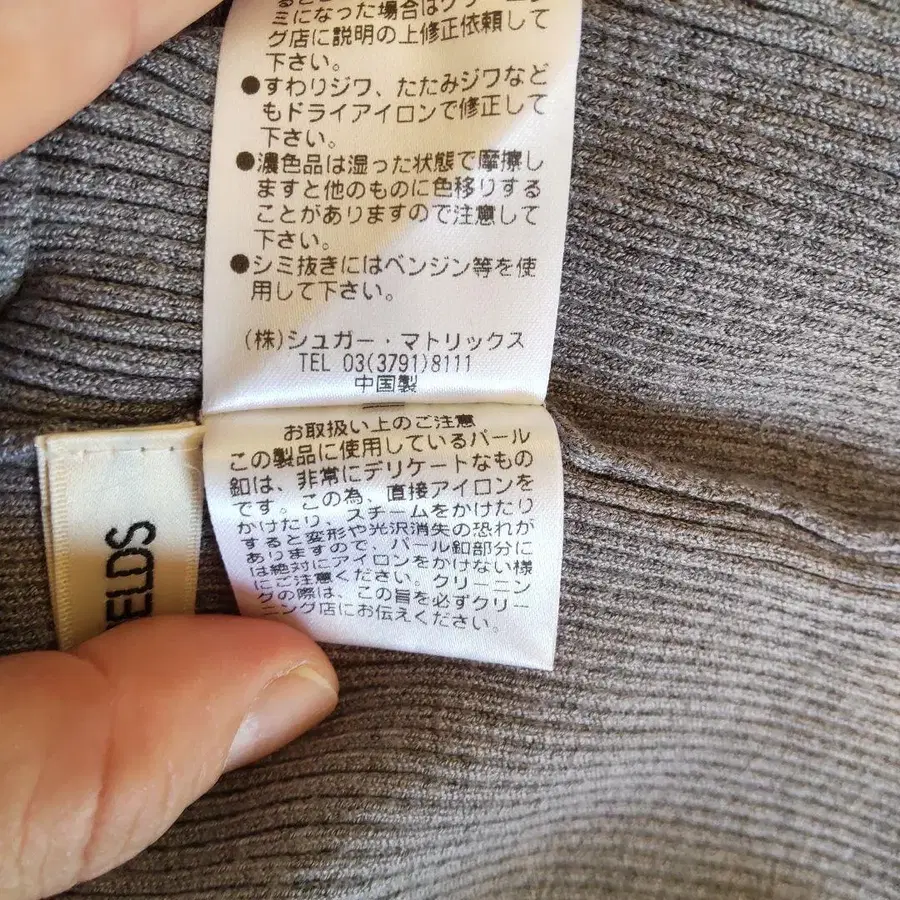 ミになった場合はクリーニン
グ店に説明の上修正依頼して
下さい。
●すわりジワ、たたみジワなど
もドライアイロンで修正して
下さい。
●濃色品は湿った状態で摩擦し
ますと他のものに色移りする
ことがありますので注意して
下さい。
●シミ抜きにはベンジン等を使
用して下さい。
(株)シュガー・マトリックス
TEL 03(3791)8111
中国製
お取扱い上のご注意
この製品に使用しているパール
釦は、非常にデリケートなもの
です。この為、直接アイロンを
かけたり、スチームをかけたり
すると変形や光沢消失の恐れが
ありますので、パール釦部分に
は絶対にアイロンをかけない様
にご注意ください。クリーニン
グの際は、この旨を必ずクリー
ニング店にお伝えください。
ELDS